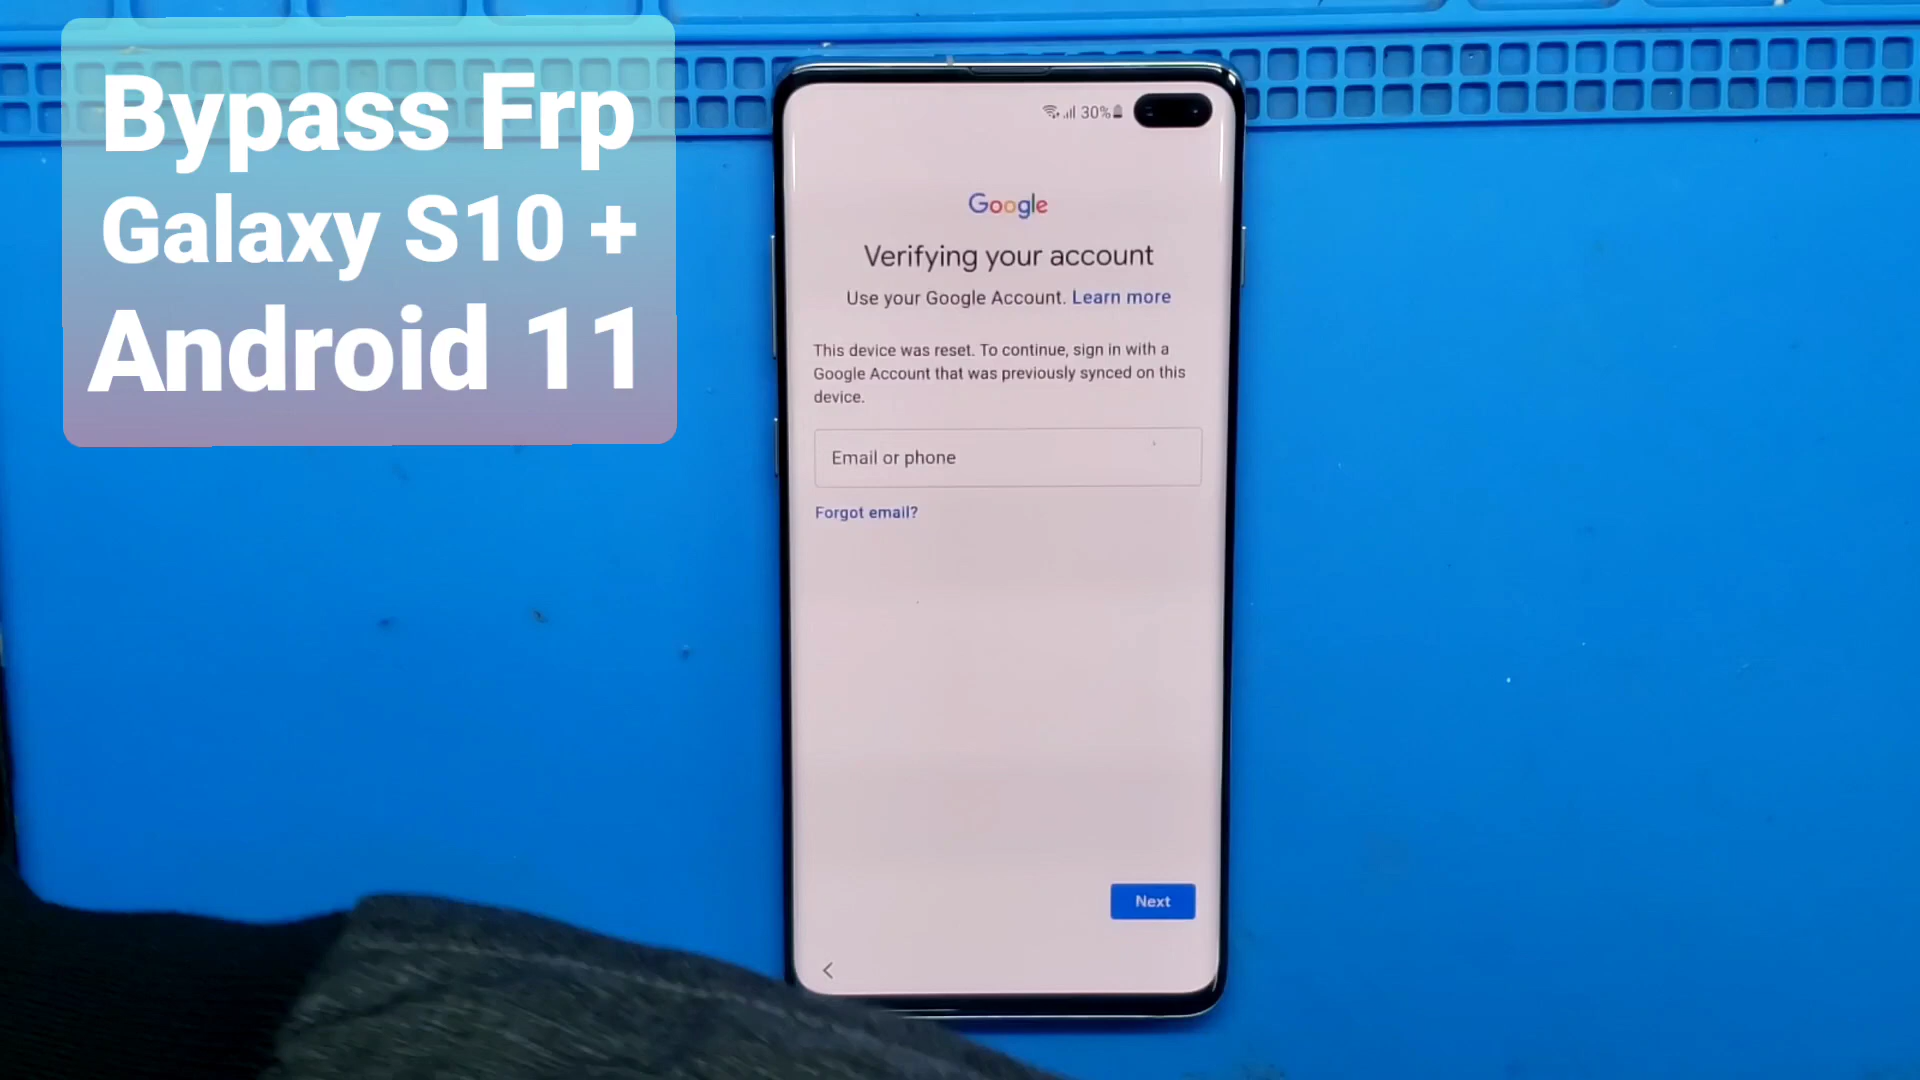 Bypass Frp
Galaxy S10 +
Android 11
30%
Google
Verifying your account
Use your Google Account. Learn more
This device was reset. To continue, sign in with a
Google Account that was previously synced on this
device.
Email or phone
Forgot email?
Next